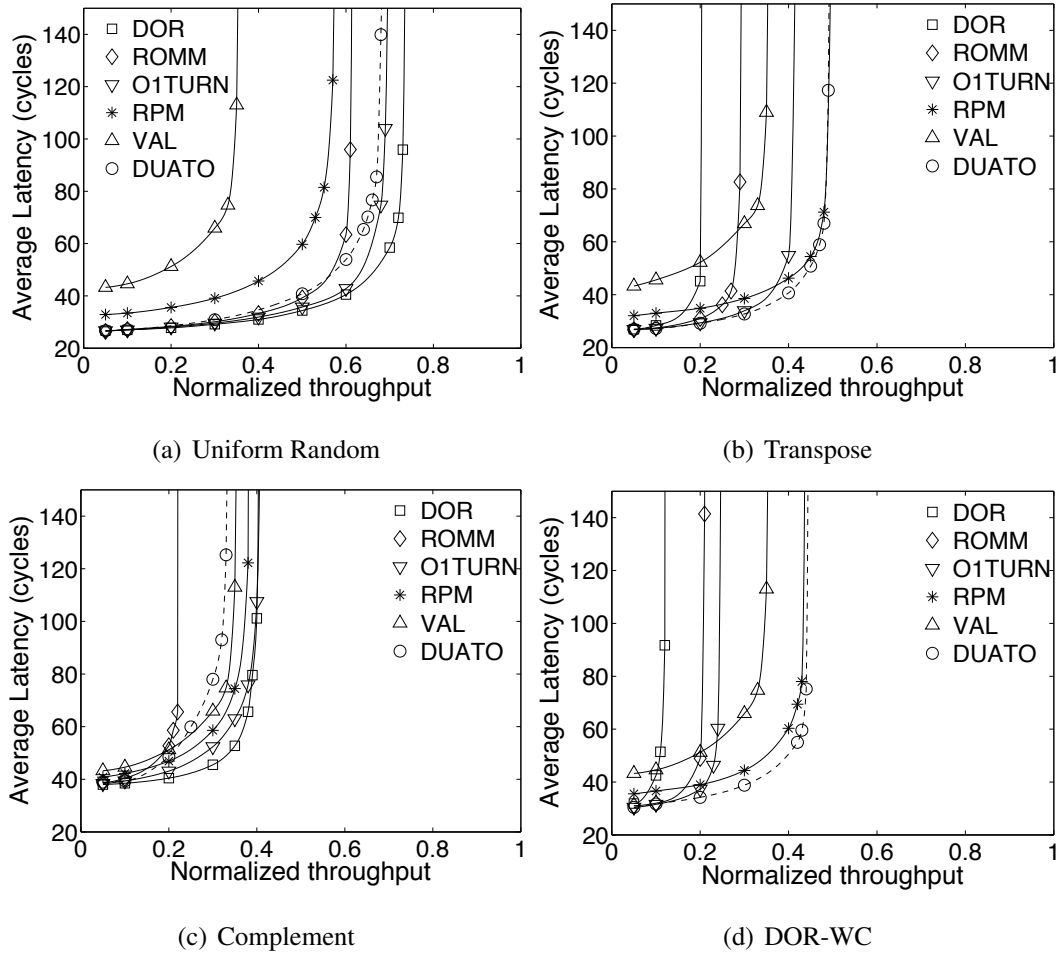 Average Latency (cycles)
140
120
100
80
60
40
20
DOR
ROMM
O1TURN
RPM
VAL
DUATO
0 0.2 0.4 0.6 0.8 1
Normalized throughput
(a) Uniform Random
Average Latency (cycles)
140
120
100
80
60
40
20
DOR
ROMM
O1TURN
RPM
VAL
DUATO
0 0.2 0.4 0.6 0.8 1
Normalized throughput
(b) Transpose
Average Latency (cycles)
140
120
100
80
60
40
20
DOR
ROMM
O1TURN
RPM
VAL
DUATO
0 0.2 0.4 0.6 0.8 1
Normalized throughput
(c) Complement
Average Latency (cycles)
140
120
100
80
60
40
20
DOR
ROMM
O1TURN
RPM
VAL
DUATO
0 0.2 0.4 0.6 0.8 1
Normalized throughput
(d) DOR-WC